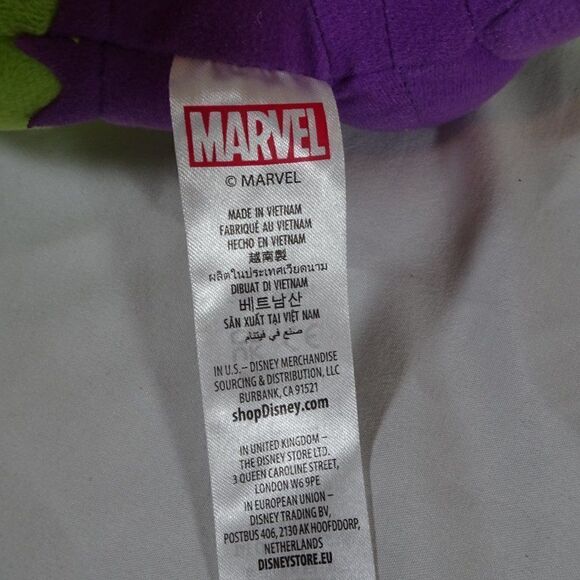 MARVEL
© MARVEL
MADE IN VIETNAM
FABRIQUÉ AU VIETNAM
HECHO EN VIETNAM
越南製
ผลิตในประเทศเวียดนาม
DIBUAT DI VIETNAM
베트남산
SẢN XUẤT TẠI VIỆT NAM
صنع في فيتنام
IN U.S. – DISNEY MERCHANDISE
SOURCING & DISTRIBUTION, LLC
BURBANK, CA 91521
shopDisney.com
IN UNITED KINGDOM –
THE DISNEY STORE LTD.
3 QUEEN CAROLINE STREET,
LONDON W6 9PE
IN EUROPEAN UNION –
DISNEY TRADING BV,
POSTBUS 406, 2130 AK HOOFDDORP,
NETHERLANDS
DISNEYSTORE.EU